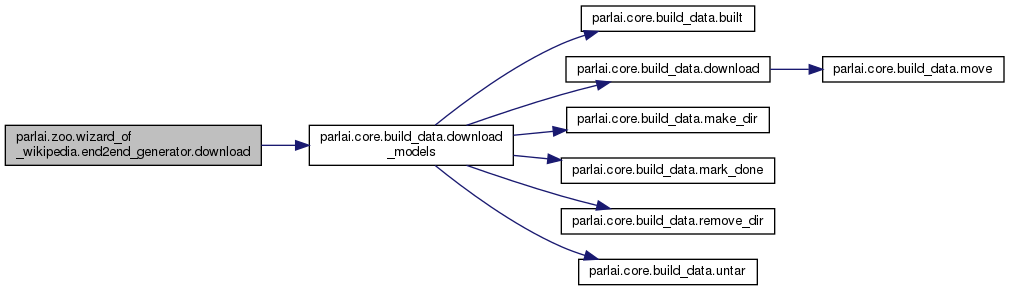 parlai.zoo.wizard_of
_wikipedia.end2end_generator.download
parlai.core.build_data.download
_models
parlai.core.build_data.built
parlai.core.build_data.download
parlai.core.build_data.move
parlai.core.build_data.make_dir
parlai.core.build_data.mark_done
parlai.core.build_data.remove_dir
parlai.core.build_data.untar